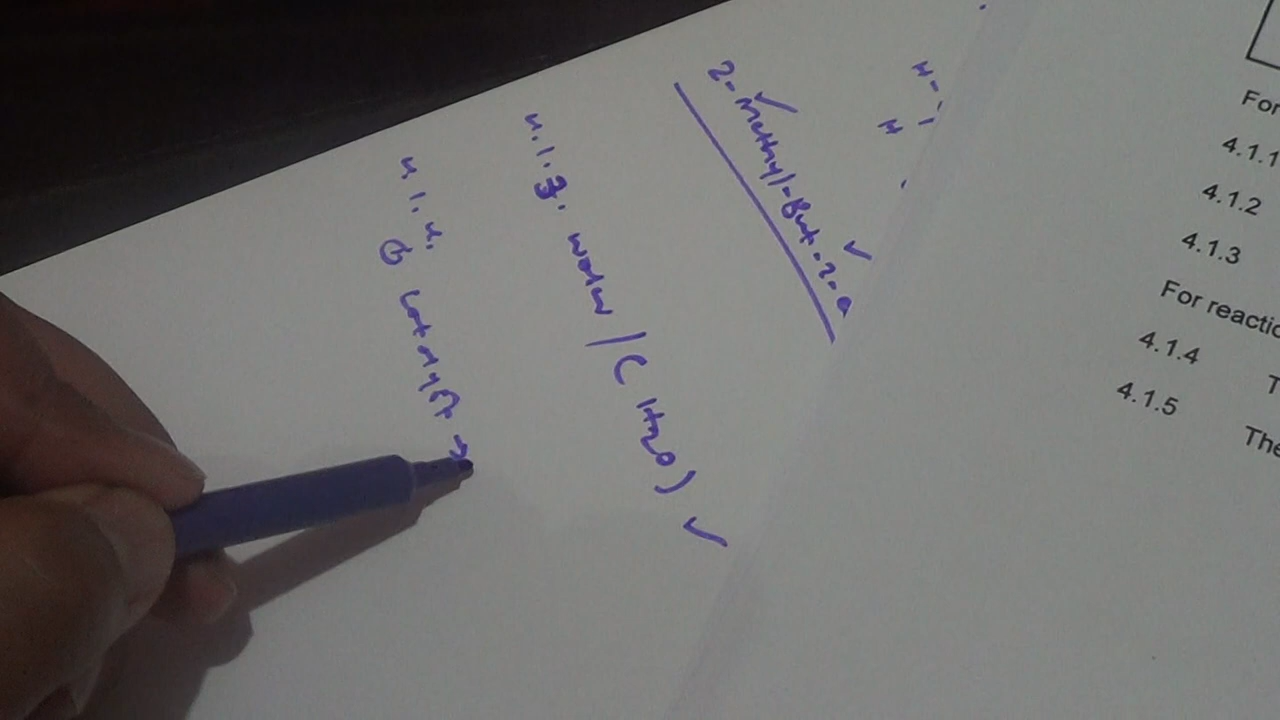 2-methyl-But-2-e
4.1.3. water / (H2O)
4.1.4.
catalyst
For
4.1.1
4.1.2
4.1.3
For reactio
4.1.4 T
4.1.5 The